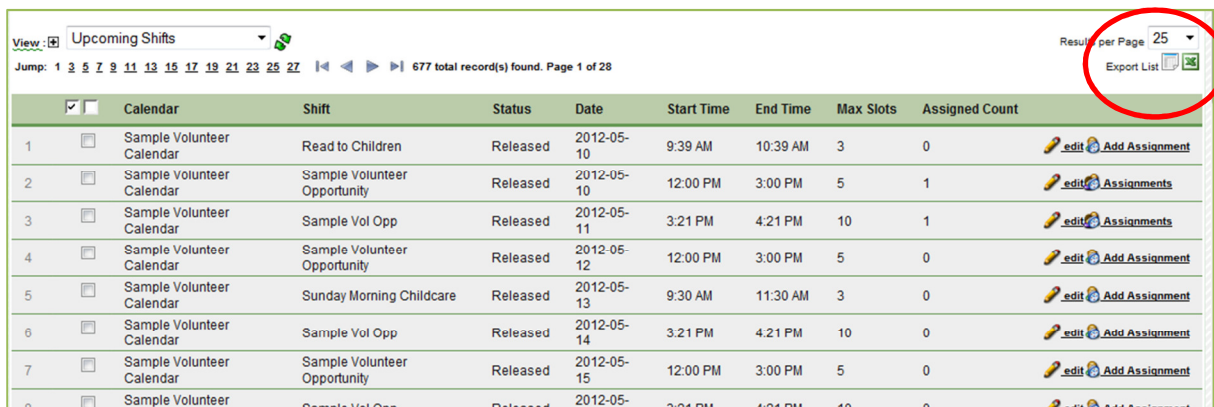 View : Upcoming Shifts Results per Page 25
Jump: 1 3 5 7 9 11 13 15 17 19 21 23 25 27 677 total record(s) found. Page 1 of 28 Export List
Calendar Shift Status Date Start Time End Time Max Slots Assigned Count
1 Sample Volunteer Calendar Read to Children Released 2012-05-10 9:39 AM 10:39 AM 3 0 edit Add Assignment
2 Sample Volunteer Calendar Sample Volunteer Opportunity Released 2012-05-10 12:00 PM 3:00 PM 5 1 edit Assignments
3 Sample Volunteer Calendar Sample Vol Opp Released 2012-05-11 3:21 PM 4:21 PM 10 1 edit Assignments
4 Sample Volunteer Calendar Sample Volunteer Opportunity Released 2012-05-12 12:00 PM 3:00 PM 5 0 edit Add Assignment
5 Sample Volunteer Calendar Sunday Morning Childcare Released 2012-05-13 9:30 AM 11:30 AM 3 0 edit Add Assignment
6 Sample Volunteer Calendar Sample Vol Opp Released 2012-05-14 3:21 PM 4:21 PM 10 0 edit Add Assignment
7 Sample Volunteer Calendar Sample Volunteer Opportunity Released 2012-05-15 12:00 PM 3:00 PM 5 0 edit Add Assignment
Sample Volunteer 2012-05-